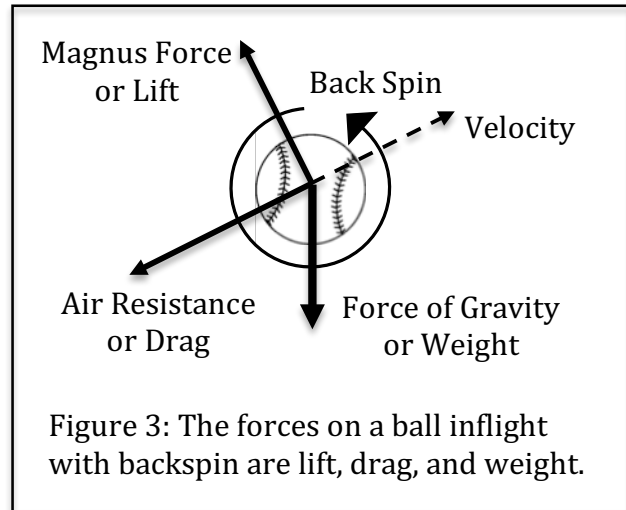 Magnus Force
or Lift
Back Spin
Velocity
Air Resistance
or Drag
Force of Gravity
or Weight
Figure 3: The forces on a ball inflight
with backspin are lift, drag, and weight.